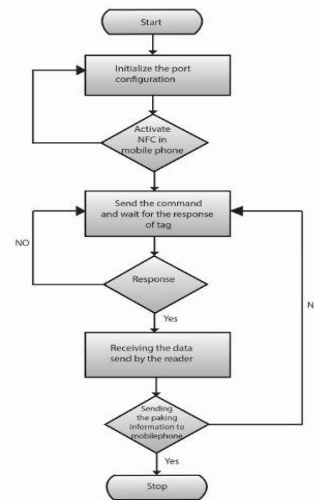 Start
Initialize the port
configuration
Activate
NFC in
mobile phone
Send the command
and wait for the response
of tag
NO
Response
N
Yes
Receiving the data
send by the reader
Sending
the paking
information to
mobilephone
Yes
Stop